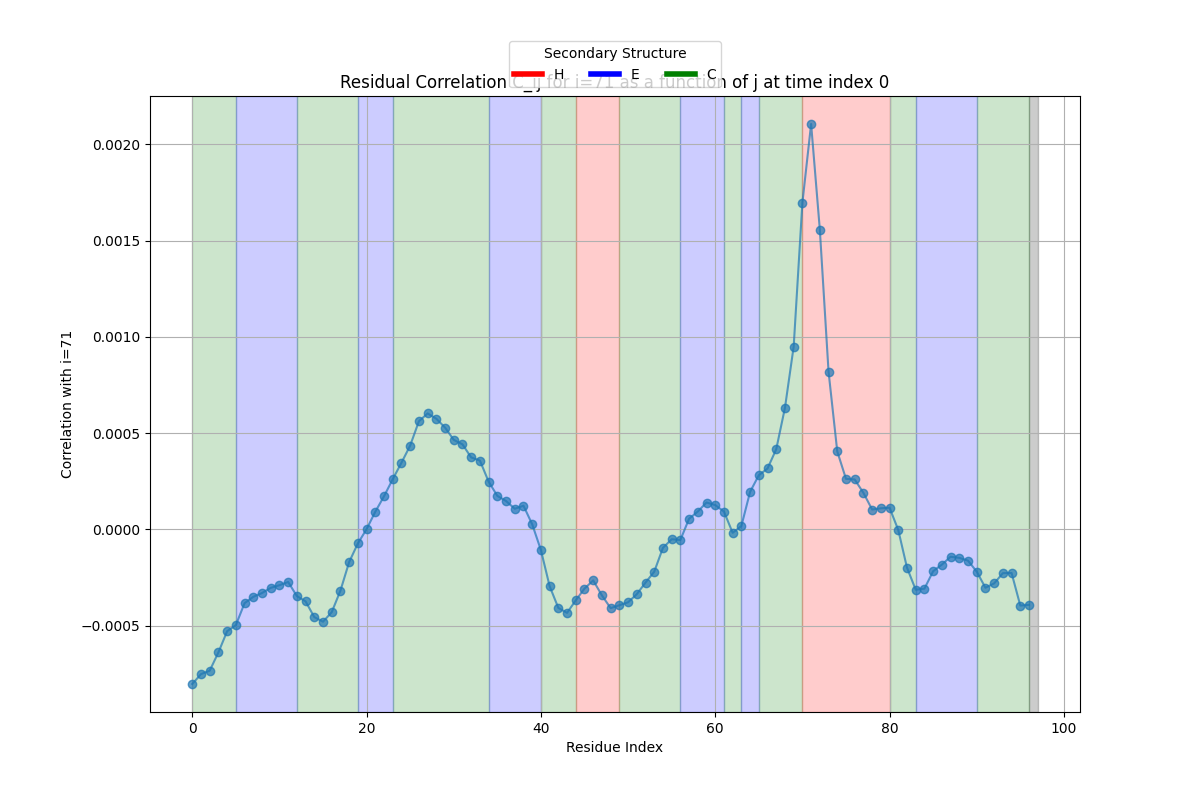 Secondary Structure
H E C
Residual Correlation C_ij for i=71 as a function of j at time index 0
0.0020
0.0015
0.0010
0.0005
0.0000
−0.0005
Correlation with i=71
0 20 40 60 80 100
Residue Index